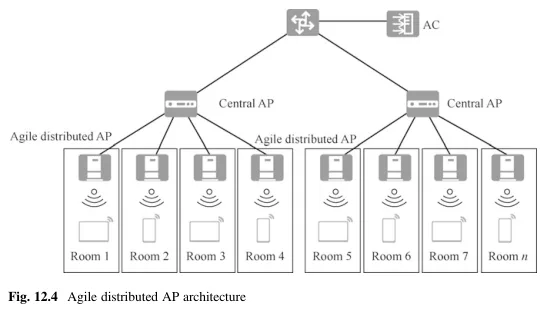 AC
Central AP
Central AP
Agile distributed AP
Agile distributed AP
Room 1
Room 2
Room 3
Room 4
Room 5
Room 6
Room 7
Room n
Fig. 12.4 Agile distributed AP architecture